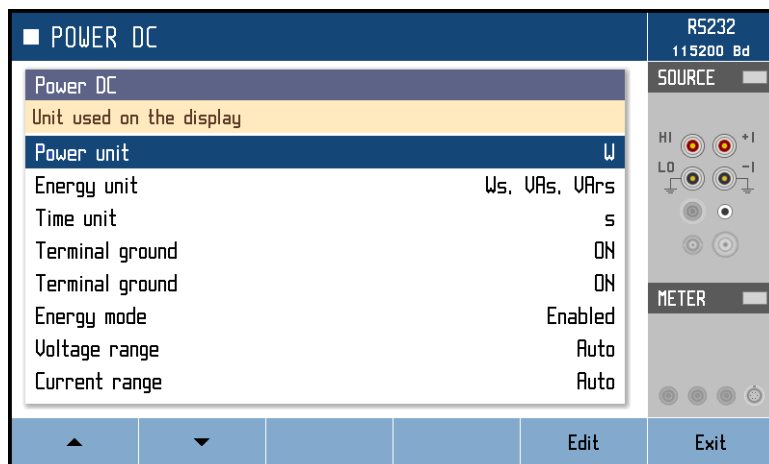 POWER DC
RS232
115200 Bd
Power DC
Unit used on the display
Power unit W
Energy unit Ws, VAs, VArs
Time unit s
Terminal ground ON
Terminal ground ON
Energy mode Enabled
Voltage range Auto
Current range Auto
SOURCE
HI +I
LO -I
METER
Edit
Exit